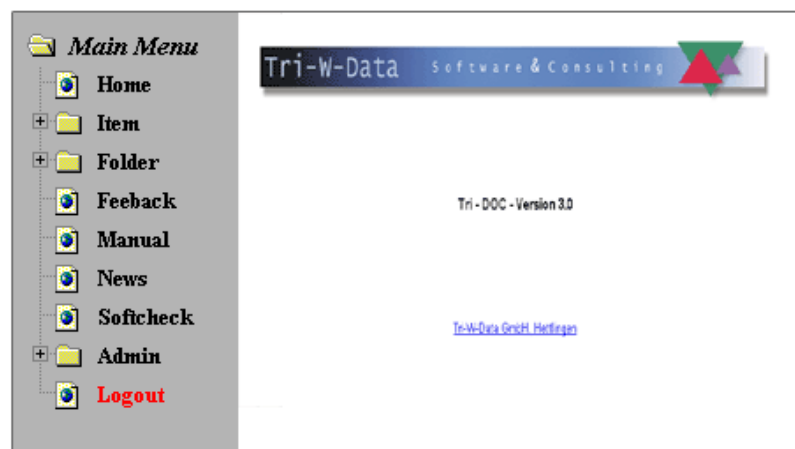 Main Menu
Home
Item
Folder
Feeback
Manual
News
Softcheck
Admin
Logout
Tri-W-Data Software & Consulting
Tri - DOC - Version 3.0
Tri-W-Data GmbH, Hettlingen